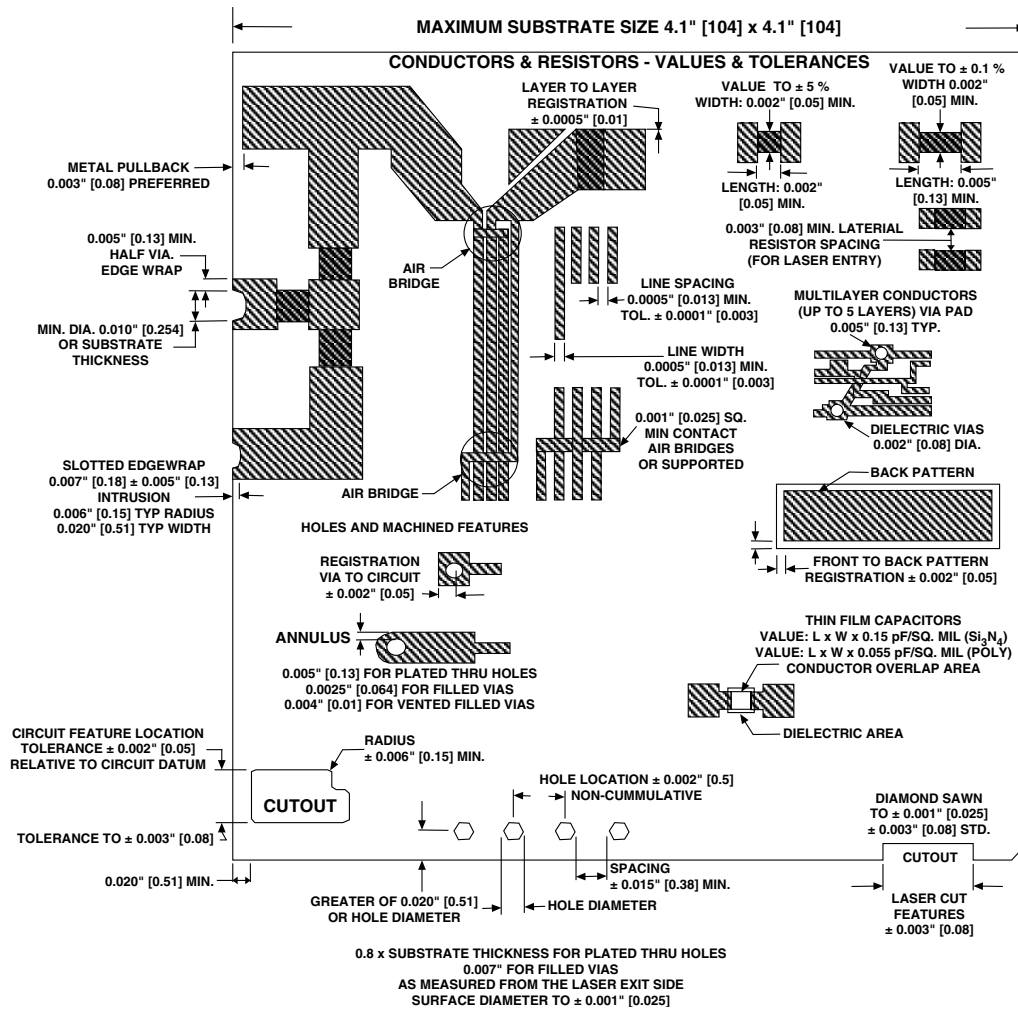 MAXIMUM SUBSTRATE SIZE 4.1" [104] x 4.1" [104]
CONDUCTORS & RESISTORS - VALUES & TOLERANCES
LAYER TO LAYER
REGISTRATION
± 0.0005" [0.01]
VALUE TO ± 5 %
WIDTH: 0.002"
[0.05] MIN.
VALUE TO ± 0.1 %
WIDTH 0.002"
[0.05] MIN.
METAL PULLBACK
0.003" [0.08] PREFERRED
LENGTH: 0.002"
[0.05] MIN.
LENGTH: 0.005"
[0.13] MIN.
0.003" [0.08] MIN. LATERIAL
RESISTOR SPACING
(FOR LASER ENTRY)
0.005" [0.13] MIN.
HALF VIA.
EDGE WRAP
AIR
BRIDGE
LINE SPACING
0.0005" [0.013] MIN.
TOL. ± 0.0001" [0.003]
MULTILAYER CONDUCTORS
(UP TO 5 LAYERS) VIA PAD
0.005" [0.13] TYP.
MIN. DIA. 0.010" [0.254]
OR SUBSTRATE
THICKNESS
LINE WIDTH
0.0005" [0.013] MIN.
TOL. ± 0.0001" [0.003]
0.001" [0.025] SQ.
MIN CONTACT
AIR BRIDGES
OR SUPPORTED
DIELECTRIC VIAS
0.002" [0.08] DIA.
SLOTTED EDGEWRAP
0.007" [0.18] ± 0.005" [0.13]
INTRUSION
0.006" [0.15] TYP RADIUS
0.020" [0.51] TYP WIDTH
AIR BRIDGE
BACK PATTERN
HOLES AND MACHINED FEATURES
REGISTRATION
VIA TO CIRCUIT
± 0.002" [0.05]
FRONT TO BACK PATTERN
REGISTRATION ± 0.002" [0.05]
ANNULUS
0.005" [0.13] FOR PLATED THRU HOLES
0.0025" [0.064] FOR FILLED VIAS
0.004" [0.01] FOR VENTED FILLED VIAS
THIN FILM CAPACITORS
VALUE: L x W x 0.15 pF/SQ. MIL (Si3N4)
VALUE: L x W x 0.055 pF/SQ. MIL (POLY)
CONDUCTOR OVERLAP AREA
DIELECTRIC AREA
CIRCUIT FEATURE LOCATION
TOLERANCE ± 0.002" [0.05]
RELATIVE TO CIRCUIT DATUM
RADIUS
± 0.006" [0.15] MIN.
CUTOUT
TOLERANCE TO ± 0.003" [0.08]
HOLE LOCATION ± 0.002" [0.5]
NON-CUMMULATIVE
DIAMOND SAWN
TO ± 0.001" [0.025]
± 0.003" [0.08] STD.
CUTOUT
0.020" [0.51] MIN.
GREATER OF 0.020" [0.51]
OR HOLE DIAMETER
HOLE DIAMETER
SPACING
± 0.015" [0.38] MIN.
LASER CUT
FEATURES
± 0.003" [0.08]
0.8 x SUBSTRATE THICKNESS FOR PLATED THRU HOLES
0.007" FOR FILLED VIAS
AS MEASURED FROM THE LASER EXIT SIDE
SURFACE DIAMETER TO ± 0.001" [0.025]